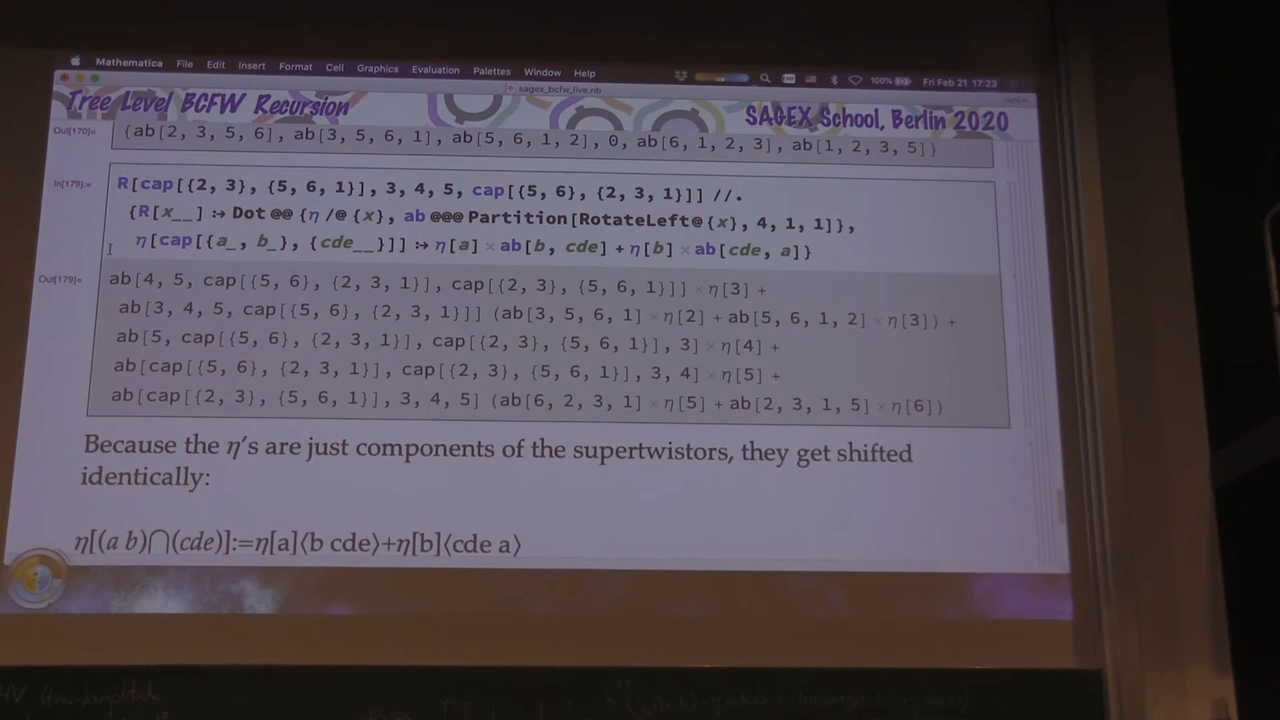 Mathematica File Edit Insert Format Cell Graphics Evaluation Palettes Window Help 100% Fri Feb 21 17:23
sagex_bcfw_live.nb
Tree Level BCFW Recursion
SAGEX School, Berlin 2020
Out[170]= {ab[2, 3, 5, 6], ab[3, 5, 6, 1], ab[5, 6, 1, 2], 0, ab[6, 1, 2, 3], ab[1, 2, 3, 5]}
In[179]:= R[cap[{2, 3}, {5, 6, 1}], 3, 4, 5, cap[{5, 6}, {2, 3, 1}]] //.
{R[x__] :> Dot @@ {η /@ {x}, ab @@@ Partition[RotateLeft@{x}, 4, 1, 1]},
η[cap[{a_, b_}, {cde__}]] :> η[a] × ab[b, cde] + η[b] × ab[cde, a]}
Out[179]= ab[4, 5, cap[{5, 6}, {2, 3, 1}], cap[{2, 3}, {5, 6, 1}]] × η[3] +
ab[3, 4, 5, cap[{5, 6}, {2, 3, 1}]] (ab[3, 5, 6, 1] × η[2] + ab[5, 6, 1, 2] × η[3]) +
ab[5, cap[{5, 6}, {2, 3, 1}], cap[{2, 3}, {5, 6, 1}], 3] × η[4] +
ab[cap[{5, 6}, {2, 3, 1}], cap[{2, 3}, {5, 6, 1}], 3, 4] × η[5] +
ab[cap[{2, 3}, {5, 6, 1}], 3, 4, 5] (ab[6, 2, 3, 1] × η[5] + ab[2, 3, 1, 5] × η[6])
Because the η's are just components of the supertwistors, they get shifted
identically:
η[(a b)⋂(cde)]:=η[a]⟨b cde⟩+η[b]⟨cde a⟩